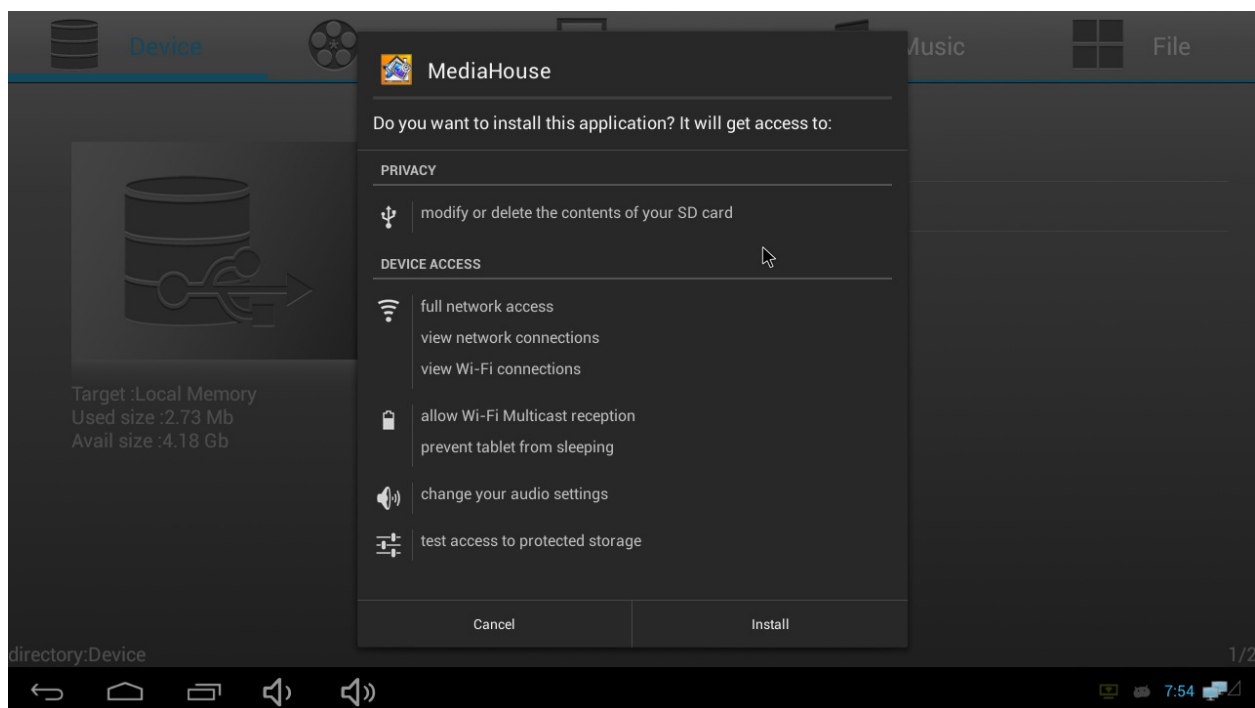 Device
Music
File
MediaHouse
Do you want to install this application? It will get access to:
PRIVACY
modify or delete the contents of your SD card
DEVICE ACCESS
full network access
view network connections
view Wi-Fi connections
allow Wi-Fi Multicast reception
prevent tablet from sleeping
change your audio settings
test access to protected storage
Cancel
Install
Target :Local Memory
Used size :2.73 Mb
Avail size :4.18 Gb
directory:Device
1/2
7:54